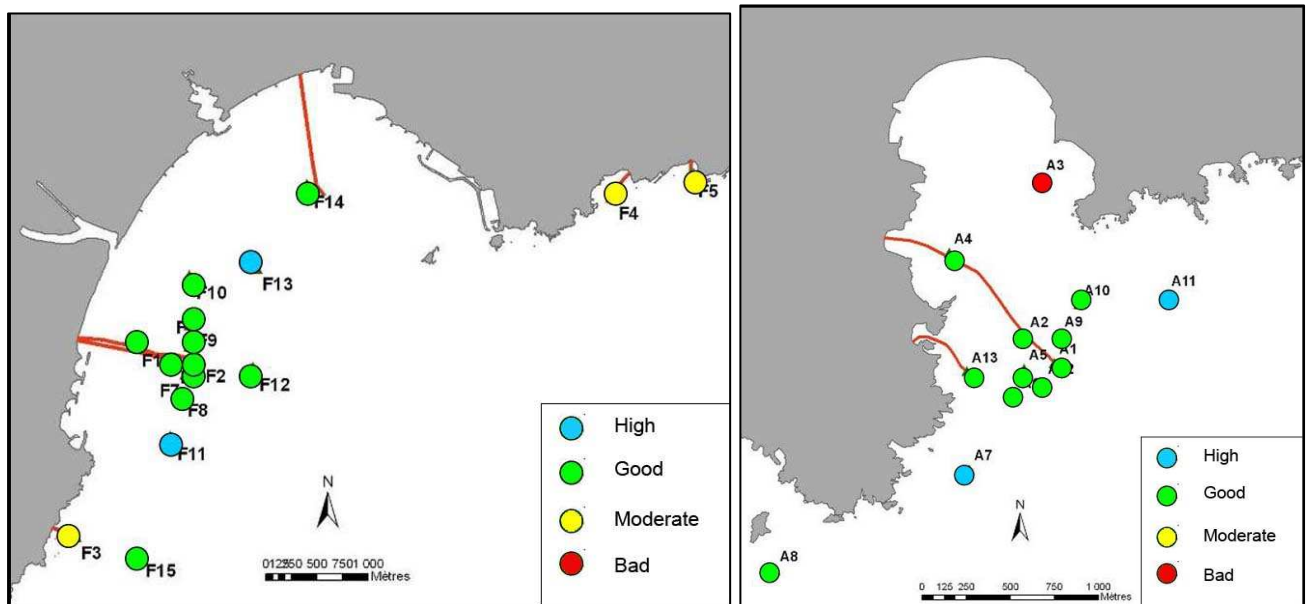 F14
F4
F5
F13
F10
F9
F1
F2
F12
F7
F8
F11
F3
F15
N
Mètres
High
Good
Moderate
Bad
A3
A4
A11
A10
A2
A9
A5
A1
A13
A7
A8
N
0 125 250 500 750 1 000
Mètres
High
Good
Moderate
Bad